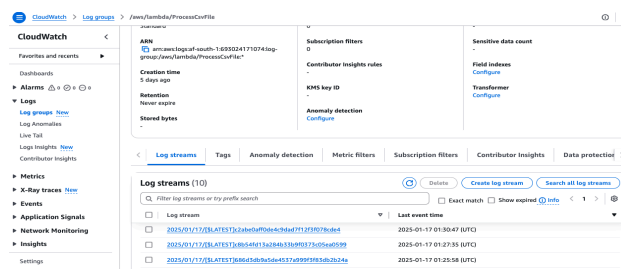 CloudWatch > Log groups > /aws/lambda/ProcessCsvFile
CloudWatch
Favorites and recents
Dashboards
Alarms 0 0 0
Logs
Log groups New
Log Anomalies
Live Tail
Logs Insights New
Contributor Insights
Metrics
X-Ray traces New
Events
Application Signals
Network Monitoring
Insights
Settings
Standard
ARN
arn:aws:logs:af-south-1:693024171074:log-
group:/aws/lambda/ProcessCsvFile:*
Creation time
5 days ago
Retention
Never expire
Stored bytes
-
0
Subscription filters
0
Contributor Insights rules
-
KMS key ID
-
Anomaly detection
Configure
-
Sensitive data count
-
Field indexes
Configure
Transformer
Configure
Log streams Tags Anomaly detection Metric filters Subscription filters Contributor Insights Data protection
Log streams (10)
Delete Create log stream Search all log streams
Filter log streams or try prefix search
Exact match Show expired Info 1
Log stream Last event time
2025/01/17/[$LATEST]c2abe0aff0de4c9dad7f12f3f078cde4 2025-01-17 01:30:47 (UTC)
2025/01/17/[$LATEST]c8b54fd13a284b33b9f0373c05ea0599 2025-01-17 01:27:35 (UTC)
2025/01/17/[$LATEST]686d3db9a5de4537a999f3f83db2b24a 2025-01-17 01:25:58 (UTC)